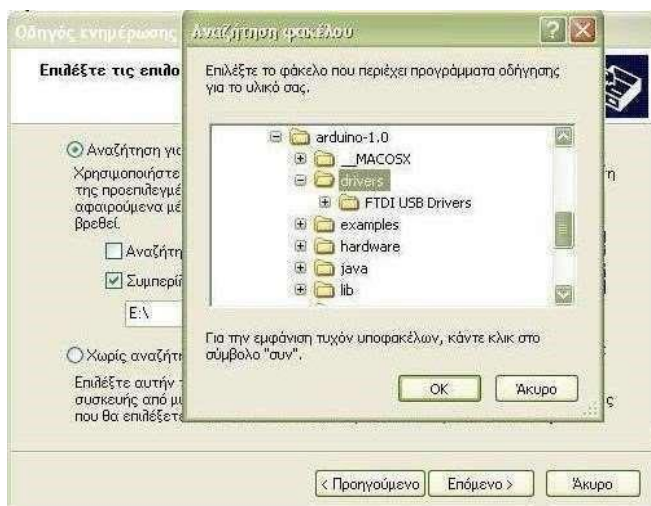 Οδηγός ενημέρωσης
Αναζήτηση φακέλου
Επιλέξτε τις επιλο
Επιλέξτε το φάκελο που περιέχει προγράμματα οδήγησης
για το υλικό σας.
arduino-1.0
__MACOSX
drivers
FTDI USB Drivers
examples
hardware
java
lib
Για την εμφάνιση τυχόν υποφακέλων, κάντε κλικ στο
σύμβολο "συν".
OK
Άκυρο
Αναζήτηση για
Χρησιμοποιήστε
της προεπιλεγμέ
αφαιρούμενα μέ
βρεθεί.
Αναζήτη
Συμπερί
E:\
Χωρίς αναζήτη
Επιλέξτε αυτήν
συσκευής από μι
που θα επιλέξετε
< Προηγούμενο
Επόμενο >
Άκυρο